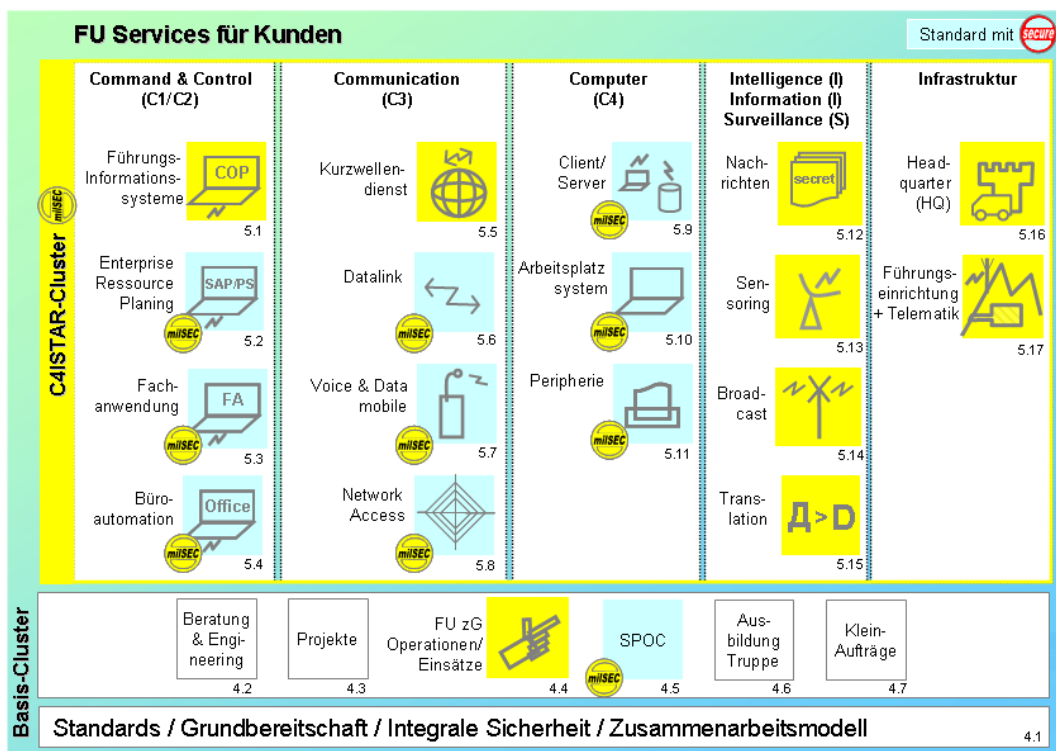 FU Services für Kunden
Standard mit secure
C4ISTAR-Cluster
milSEC
Command & Control
(C1/C2)
Führungs-
Informations-
systeme
COP
5.1
Enterprise
Ressource
Planing
SAP/PS
milSEC
5.2
Fach-
anwendung
FA
milSEC
5.3
Büro-
automation
Office
milSEC
5.4
Communication
(C3)
Kurzwellen-
dienst
5.5
Datalink
milSEC
5.6
Voice & Data
mobile
milSEC
5.7
Network
Access
milSEC
5.8
Computer
(C4)
Client/
Server
milSEC
5.9
Arbeitsplatz
system
milSEC
5.10
Peripherie
milSEC
5.11
Intelligence (I)
Information (I)
Surveillance (S)
Nach-
richten
secret
5.12
Sen-
soring
5.13
Broad-
cast
5.14
Trans-
lation
Д>D
5.15
Infrastruktur
Head-
quarter
(HQ)
5.16
Führungs-
einrichtung
+ Telematik
5.17
Basis-Cluster
Beratung
& Engi-
neering
4.2
Projekte
4.3
FU zG
Operationen/
Einsätze
4.4
SPOC
milSEC
4.5
Aus-
bildung
Truppe
4.6
Klein-
Aufträge
4.7
Standards / Grundbereitschaft / Integrale Sicherheit / Zusammenarbeitsmodell
4.1